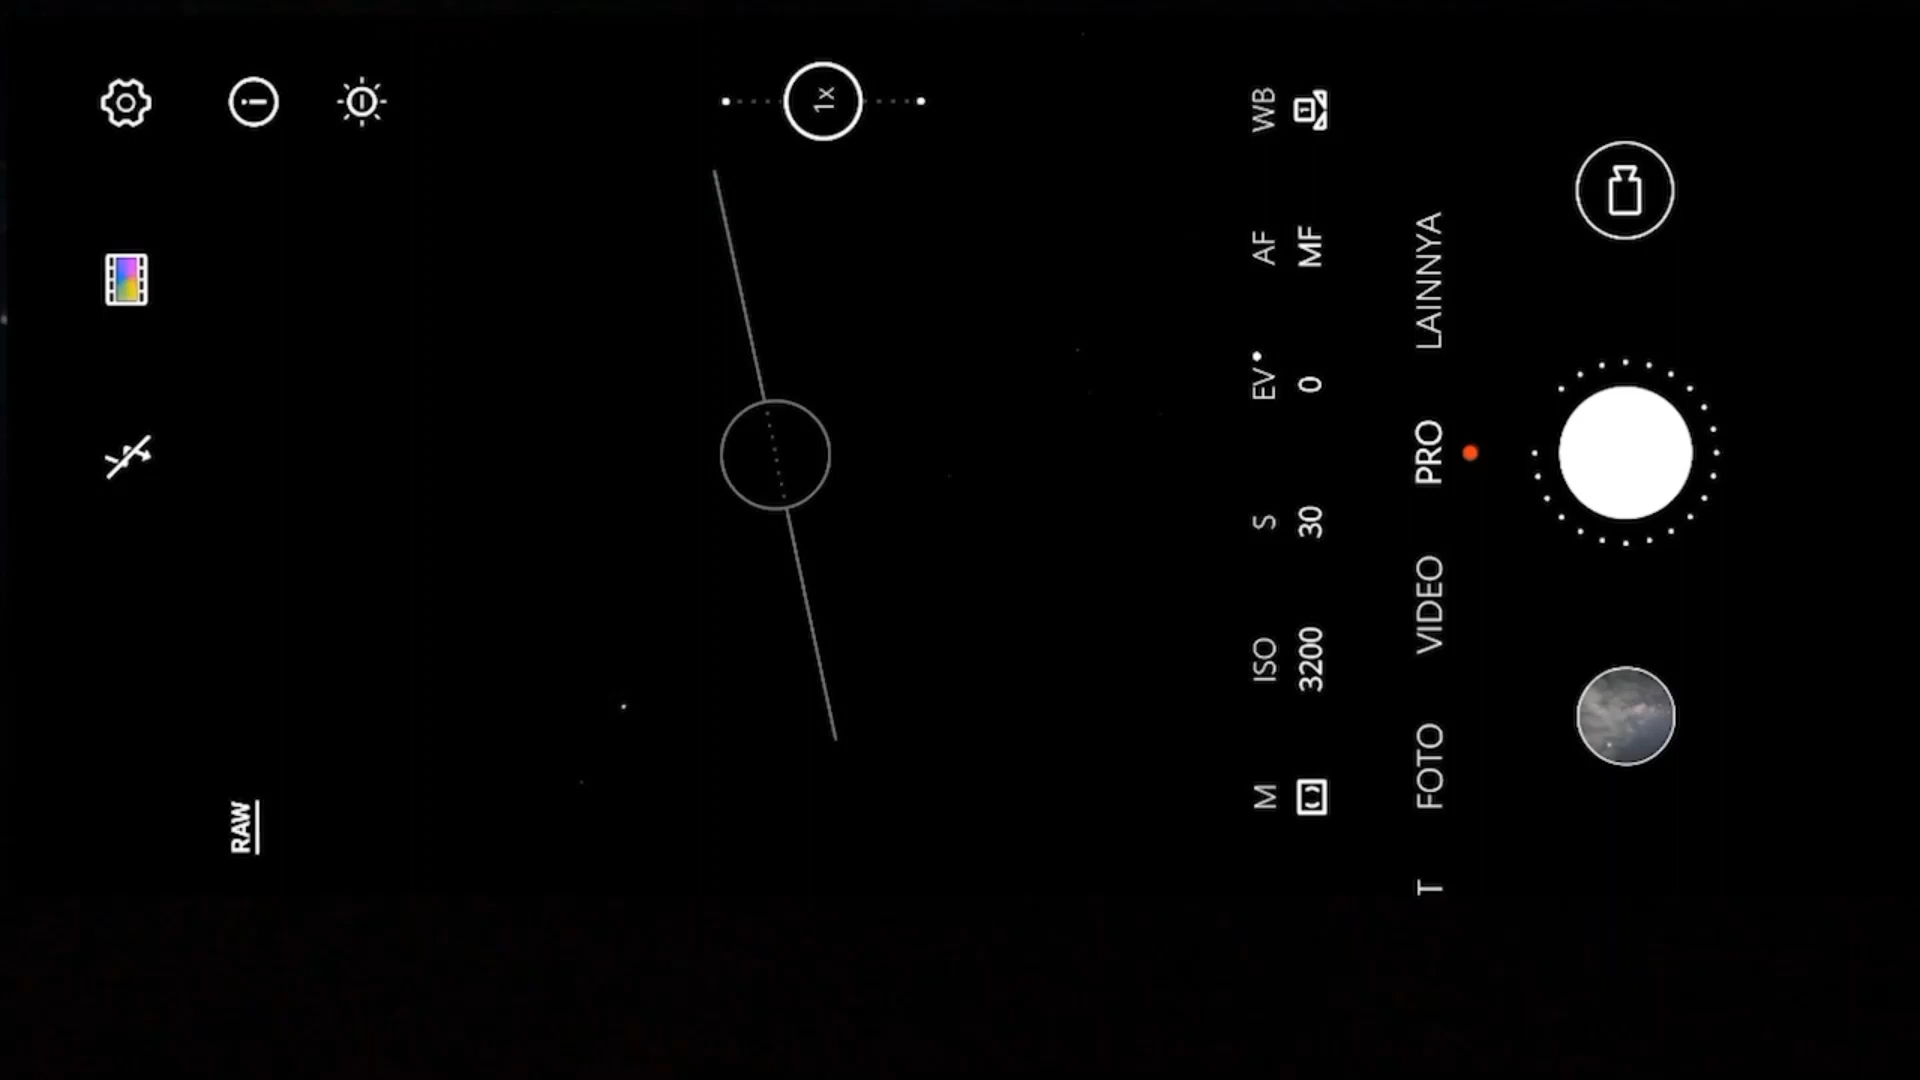 RAW
1x
M ISO S EV AF WB
3200 30 0 MF
T FOTO VIDEO PRO LAINNYA